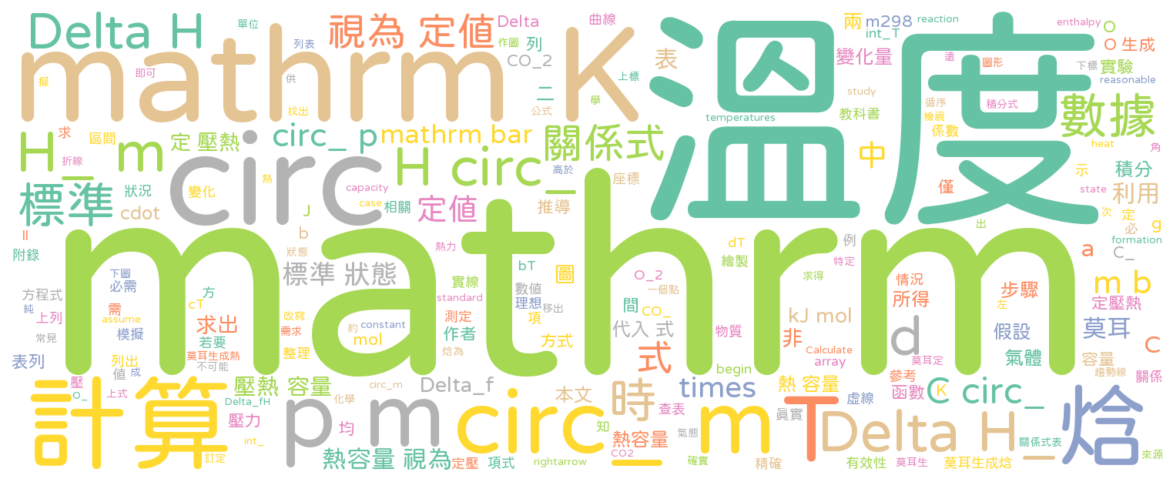 Delta H
單位
列表
作圖
視為 定值
Delta
曲線
兩 m298
reaction
enthalpy
列
CO_2
二
表
變化量
int_T
O
O 生成
mathrm K
溫度
下標
實驗
reasonable
圖形
study
教科書
循序
積分式
檢視
係數
數據
temperatures
即可
供
找出
公式
上標
學
求
區間
定 壓熱
circ_ p
mathrm bar
關係式
中
heat
角
H_ m
折線
circ
H circ_
高於
座標
僅
示
積分
標準
狀況
變化
熱
capacity
case
相關
定值
推導
state
利用
cdot
J
b
狀態
標準 狀態
熱力
實線
bT
dT
繪製
例
特定
出
次
定
必
g
II
附錄
a
C_
formation
來源
mathrm
m b
方程式
下圖
必需
純
上列
常見
需
cT
方
求出
若要
改寫
需求
standard
數值
理想
移出
O_2
一個點
求得
情況
所得
步驟
定壓熱
左
assume
模擬
豹
constant
測定
項
CO_
間
kJ mol
d
假設
莫耳
表列
列出
值
成
莫耳生成熱
不可能
整理
mol
焓為
作者
方式
代入 式
物質
非
氣體
容量
趨勢線
C
計算
壓
O_
上式
壓熱 容量
circ_m
Delta_f
begin
式
array
Calculate
熱 容量
參考
函數
K
關係
莫耳定
C circ_
p m
circ_ m
時
本文
times
T
虛線
Delta H_
焓
Delta_fH
壓力
int_
訂定
化學
均
知
查表
熱容量
CO2
真實
關係式表
熱容量 視為
定壓
項式
rightarrow
氣態
確實
精確
有效性
莫耳生
莫耳生成焓